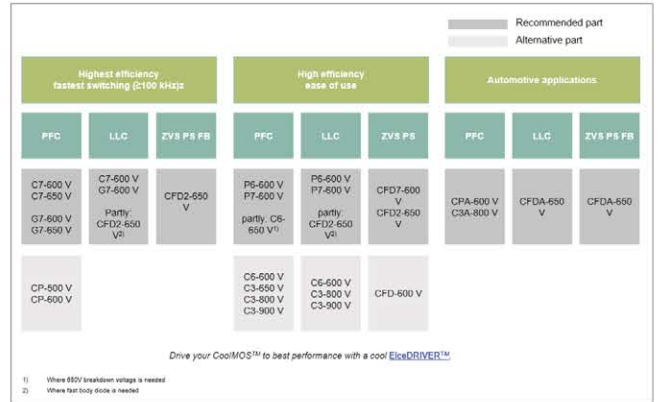 Recommended part
Alternative part
Highest efficiency
fastest switching (≥100 kHz)z
High efficiency
ease of use
Automotive applications
PFC
LLC
ZVS PS FB
PFC
LLC
ZVS PS
PFC
LLC
ZVS PS FB
C7-600 V
C7-650 V
G7-600 V
G7-650 V
C7-600 V
G7-600 V
Partly:
CFD2-650
V2)
CFD2-650
V
P6-600 V
P7-600 V
partly: C6-
650 V1)
P6-600 V
P7-600 V
partly:
CFD2-650
V2)
CFD7-600
V
CFD2-650
V
CPA-600 V
C3A-800 V
CFDA-650
V
CFDA-650
V
CP-500 V
CP-600 V
C6-600 V
C3-650 V
C3-800 V
C3-900 V
C6-600 V
C3-800 V
C3-900 V
CFD-600 V
Drive your CoolMOS™ to best performance with a cool EiceDRIVER™.
1) Where 650V breakdown voltage is needed
2) Where fast body diode is needed